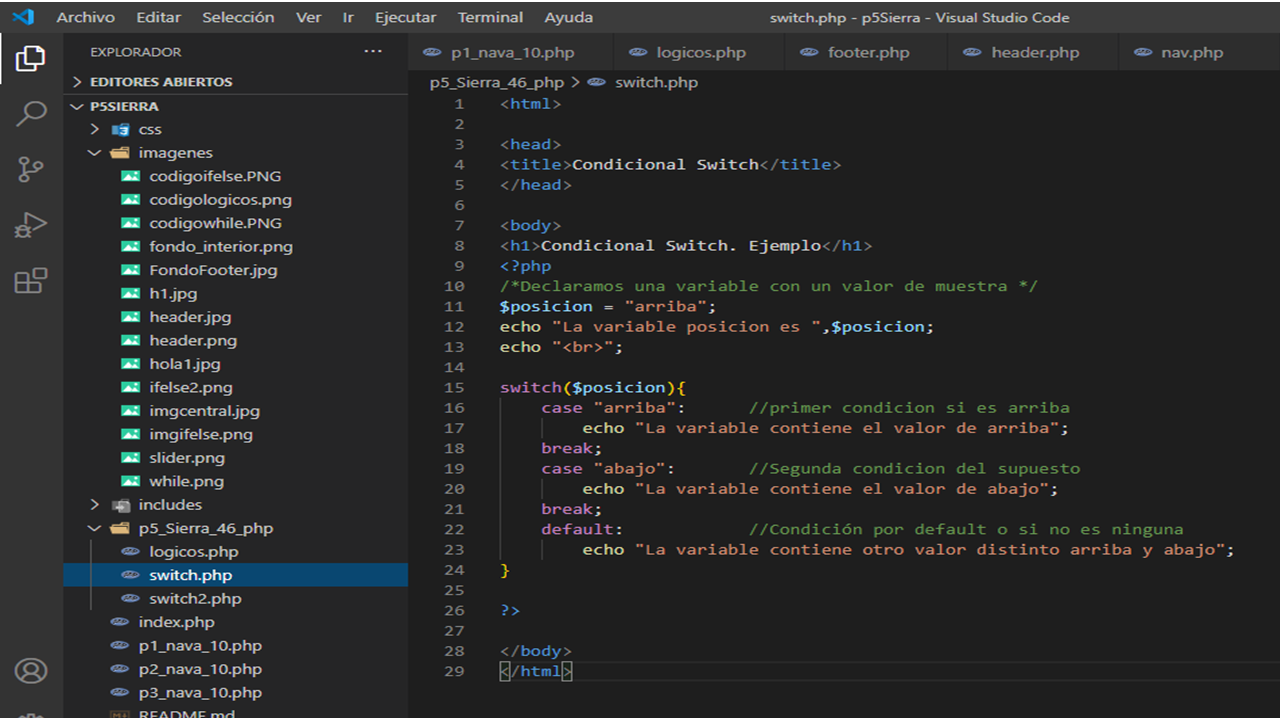 Archivo Editar Selección Ver Ir Ejecutar Terminal Ayuda switch.php - p5Sierra - Visual Studio Code
EXPLORADOR ...
EDITORES ABIERTOS
P5SIERRA
css
imagenes
codigoifelse.PNG
codigologicos.png
codigowhile.PNG
fondo_interior.png
FondoFooter.jpg
h1.jpg
header.jpg
header.png
hola1.jpg
ifelse2.png
imgcentral.jpg
imgifelse.png
slider.png
while.png
includes
p5_Sierra_46_php
logicos.php
switch.php
switch2.php
index.php
p1_nava_10.php
p2_nava_10.php
p3_nava_10.php
README.md
p1_nava_10.php logicos.php footer.php header.php nav.php
p5_Sierra_46_php > switch.php
1 <html>
2
3 <head>
4 <title>Condicional Switch</title>
5 </head>
6
7 <body>
8 <h1>Condicional Switch. Ejemplo</h1>
9 <?php
10 /*Declaramos una variable con un valor de muestra */
11 $posicion = "arriba";
12 echo "La variable posicion es ",$posicion;
13 echo "<br>";
14
15 switch($posicion){
16 case "arriba": //primer condicion si es arriba
17 echo "La variable contiene el valor de arriba";
18 break;
19 case "abajo": //Segunda condicion del supuesto
20 echo "La variable contiene el valor de abajo";
21 break;
22 default: //Condición por default o si no es ninguna
23 echo "La variable contiene otro valor distinto arriba y abajo";
24 }
25
26 ?>
27
28 </body>
29 </html>